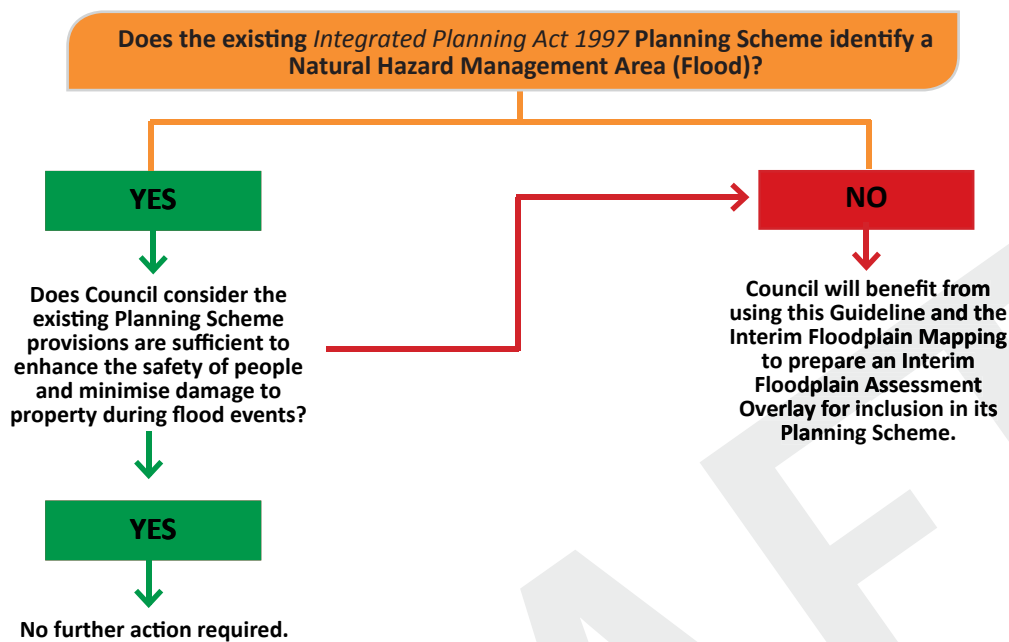 Does the existing Integrated Planning Act 1997 Planning Scheme identify a
Natural Hazard Management Area (Flood)?
YES
NO
Does Council consider the
existing Planning Scheme
provisions are sufficient to
enhance the safety of people
and minimise damage to
property during flood events?
Council will benefit from
using this Guideline and the
Interim Floodplain Mapping
to prepare an Interim
Floodplain Assessment
Overlay for inclusion in its
Planning Scheme.
YES
No further action required.